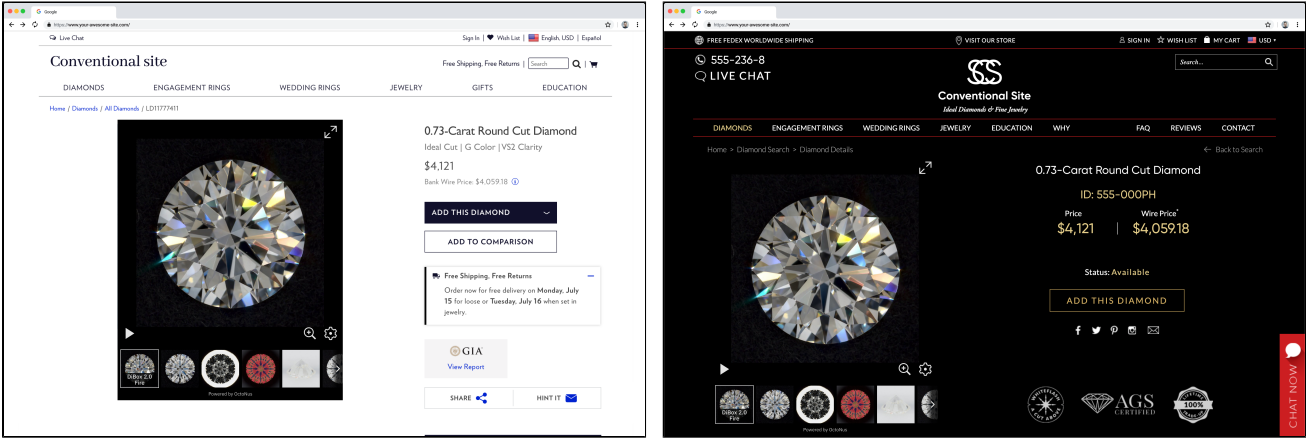 Google
https://www.your-awesome-site.com/
Live Chat
Sign In | Wish List | English, USD | Español
Conventional site
Free Shipping, Free Returns | Search
DIAMONDS ENGAGEMENT RINGS WEDDING RINGS JEWELRY GIFTS EDUCATION
Home / Diamonds / All Diamonds / LD11777411
0.73-Carat Round Cut Diamond
Ideal Cut | G Color | VS2 Clarity
$4,121
Bank Wire Price: $4,059.18
ADD THIS DIAMOND
ADD TO COMPARISON
Free Shipping, Free Returns
Order now for free delivery on Monday, July
15 for loose or Tuesday, July 16 when set in
jewelry.
GIA
View Report
SHARE
HINT IT
DiBox 2.0
Fire
Powered by OctoNus
Google
https://www.your-awesome-site.com/
FREE FEDEX WORLDWIDE SHIPPING VISIT OUR STORE SIGN IN WISH LIST MY CART USD
555-236-8
LIVE CHAT
Search...
SCS
Conventional Site
Ideal Diamonds & Fine Jewelry
DIAMONDS ENGAGEMENT RINGS WEDDING RINGS JEWELRY EDUCATION WHY FAQ REVIEWS CONTACT
Home > Diamond Search > Diamond Details
← Back to Search
0.73-Carat Round Cut Diamond
ID: 555-000PH
Price Wire Price*
$4,121 | $4,059.18
Status: Available
ADD THIS DIAMOND
DiBox 2.0
Fire
Powered by OctoNus
A CUT ABOVE
AGS
CERTIFIED
LIFETIME
100%
CHAT NOW